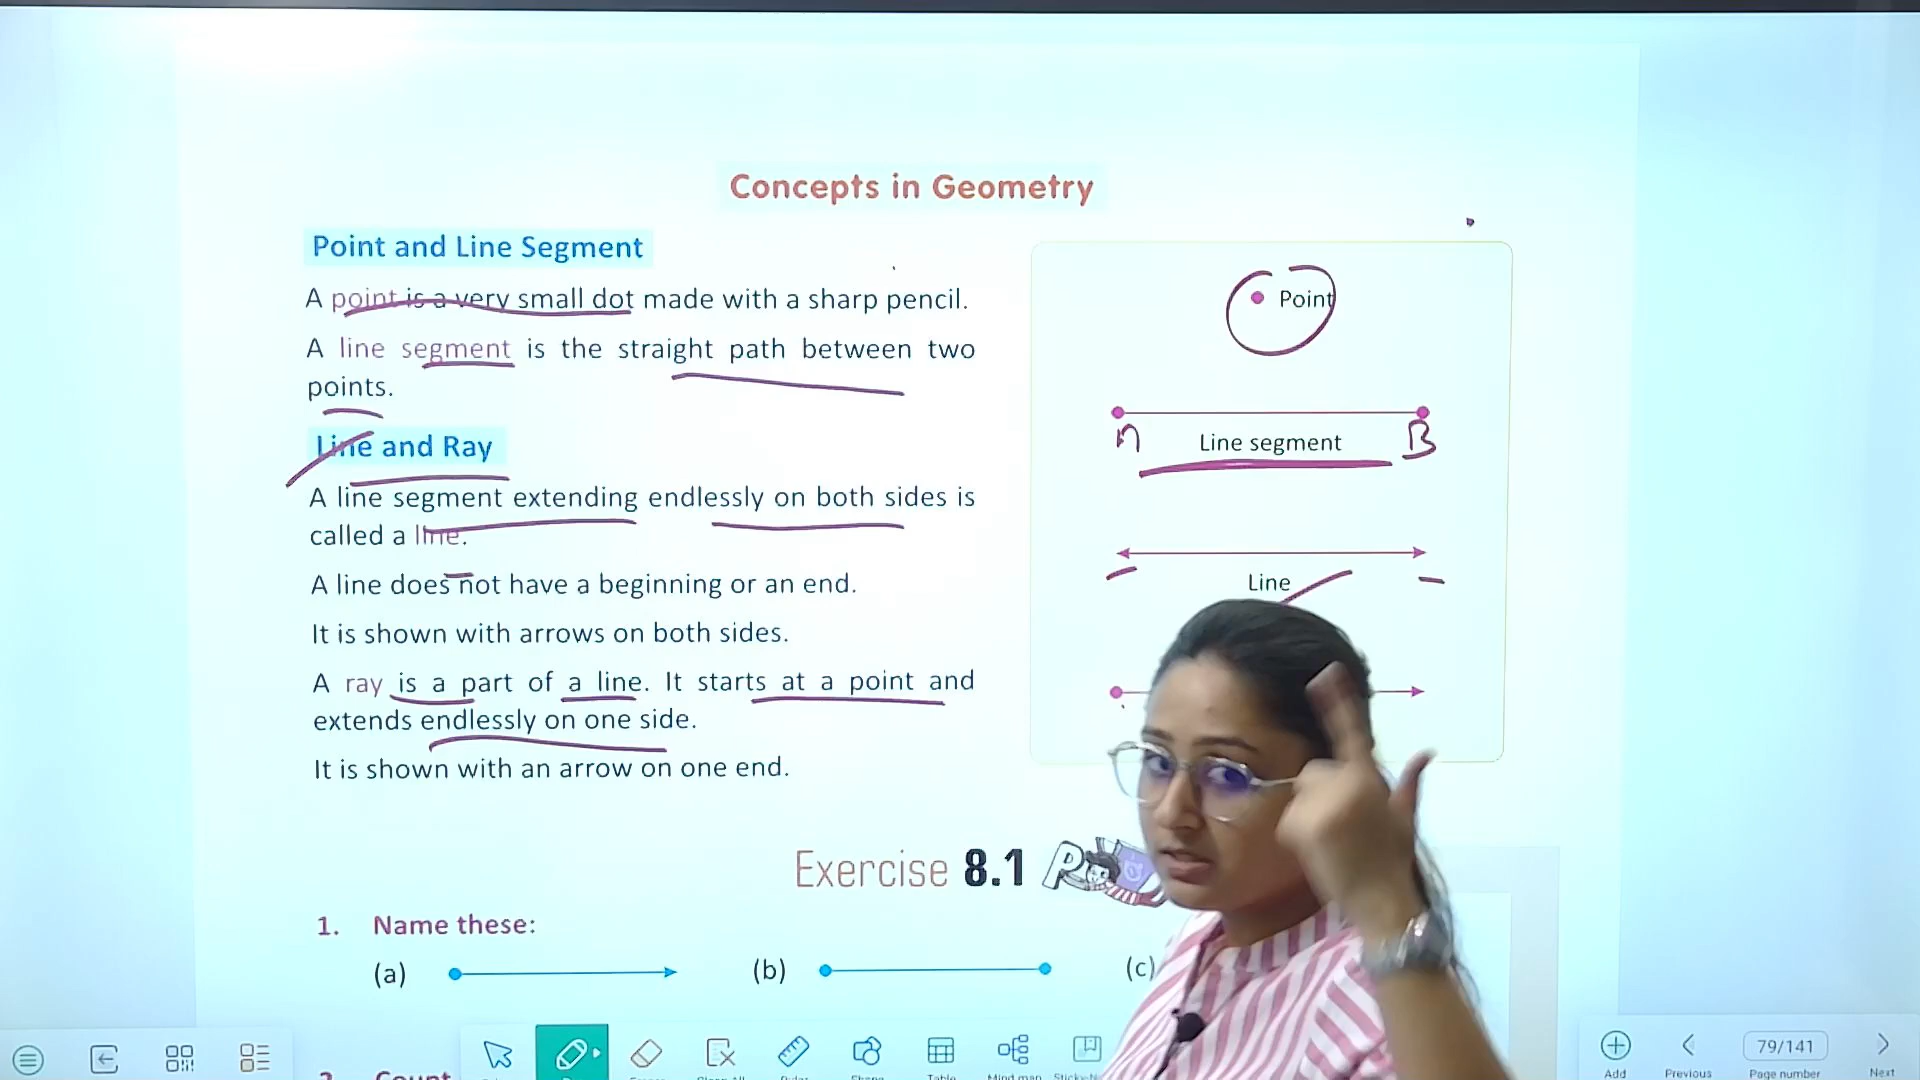 Concepts in Geometry
Point and Line Segment
A point is a very small dot made with a sharp pencil.
A line segment is the straight path between two
points.
Line and Ray
A line segment extending endlessly on both sides is
called a line.
A line does not have a beginning or an end.
It is shown with arrows on both sides.
A ray is a part of a line. It starts at a point and
extends endlessly on one side.
It is shown with an arrow on one end.
Point
A Line segment B
Line
Exercise 8.1
1. Name these:
(a) (b) (c)
Count
Table Mind map
Add Previous 79/141 Page number Next